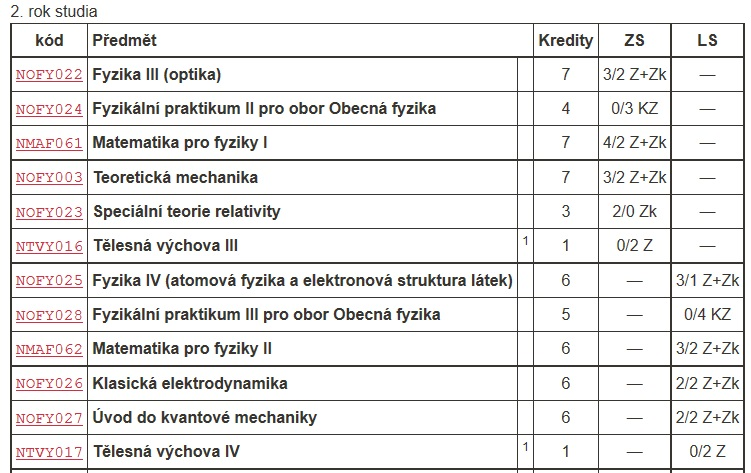 2. rok studia
kód Předmět Kredity ZS LS
NOFY022 Fyzika III (optika) 7 3/2 Z+Zk —
NOFY024 Fyzikální praktikum II pro obor Obecná fyzika 4 0/3 KZ —
NMAF061 Matematika pro fyziky I 7 4/2 Z+Zk —
NOFY003 Teoretická mechanika 7 3/2 Z+Zk —
NOFY023 Speciální teorie relativity 3 2/0 Zk —
NTVY016 Tělesná výchova III 1 1 0/2 Z —
NOFY025 Fyzika IV (atomová fyzika a elektronová struktura látek) 6 — 3/1 Z+Zk
NOFY028 Fyzikální praktikum III pro obor Obecná fyzika 5 — 0/4 KZ
NMAF062 Matematika pro fyziky II 6 — 3/2 Z+Zk
NOFY026 Klasická elektrodynamika 6 — 2/2 Z+Zk
NOFY027 Úvod do kvantové mechaniky 6 — 2/2 Z+Zk
NTVY017 Tělesná výchova IV 1 1 — 0/2 Z